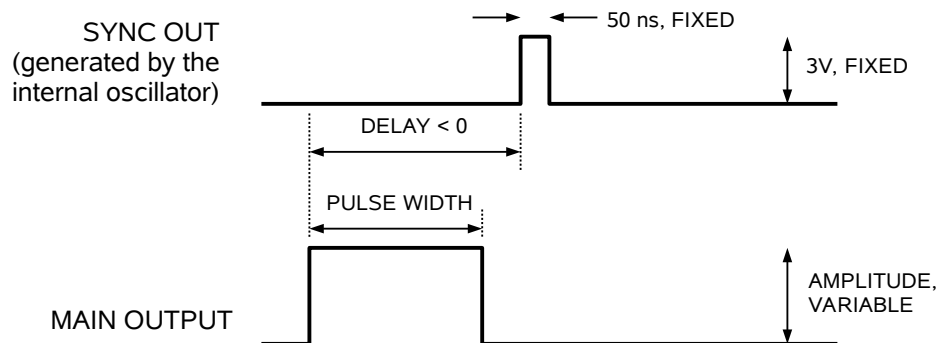 SYNC OUT
(generated by the
internal oscillator)
50 ns, FIXED
3V, FIXED
DELAY < 0
PULSE WIDTH
MAIN OUTPUT
AMPLITUDE,
VARIABLE